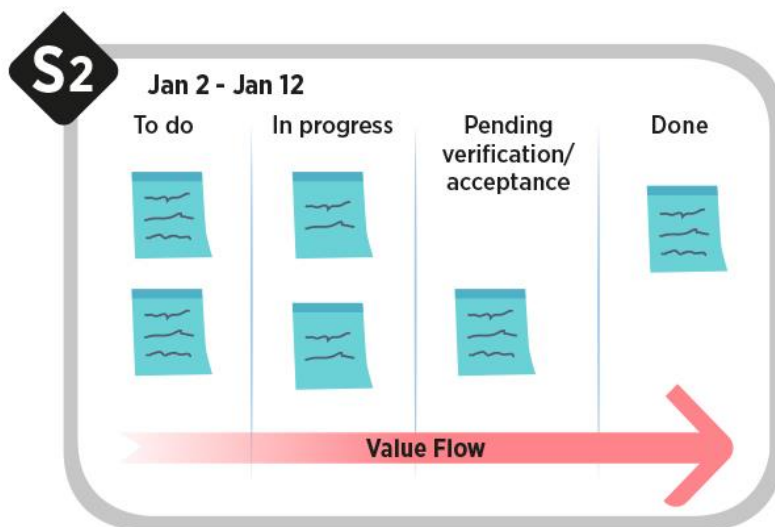 S2
Jan 2 - Jan 12
To do
In progress
Pending
verification/
acceptance
Done
Value Flow